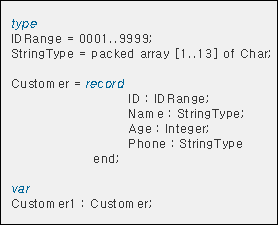 type
IDRange = 0001..9999;
StringType = packed array [1..13] of Char;
Customer = record
ID : IDRange;
Name : StringType;
Age : Integer;
Phone : StringType
end;
var
Customer1 : Customer;